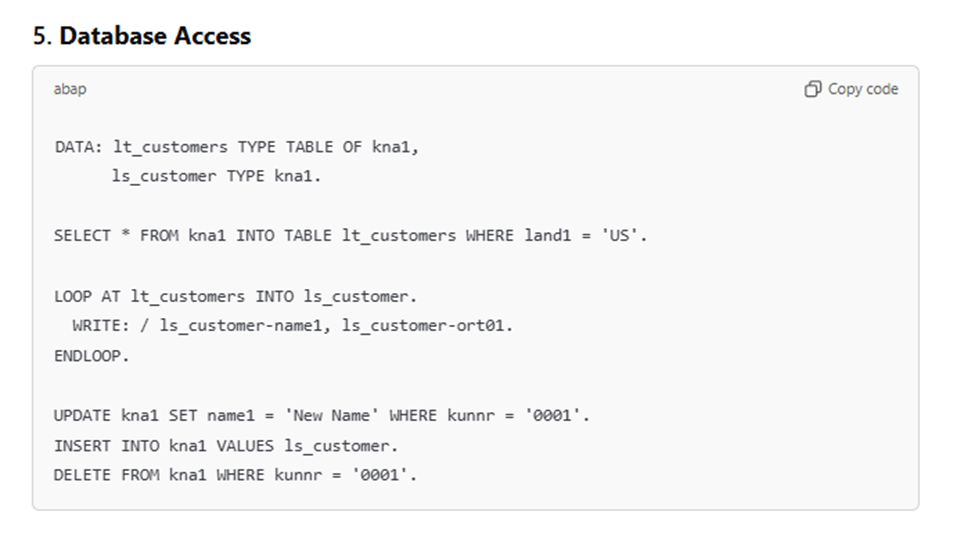 5. Database Access
abap
Copy code
DATA: lt_customers TYPE TABLE OF kna1,
ls_customer TYPE kna1.
SELECT * FROM kna1 INTO TABLE lt_customers WHERE land1 = 'US'.
LOOP AT lt_customers INTO ls_customer.
WRITE: / ls_customer-name1, ls_customer-ort01.
ENDLOOP.
UPDATE kna1 SET name1 = 'New Name' WHERE kunnr = '0001'.
INSERT INTO kna1 VALUES ls_customer.
DELETE FROM kna1 WHERE kunnr = '0001'.